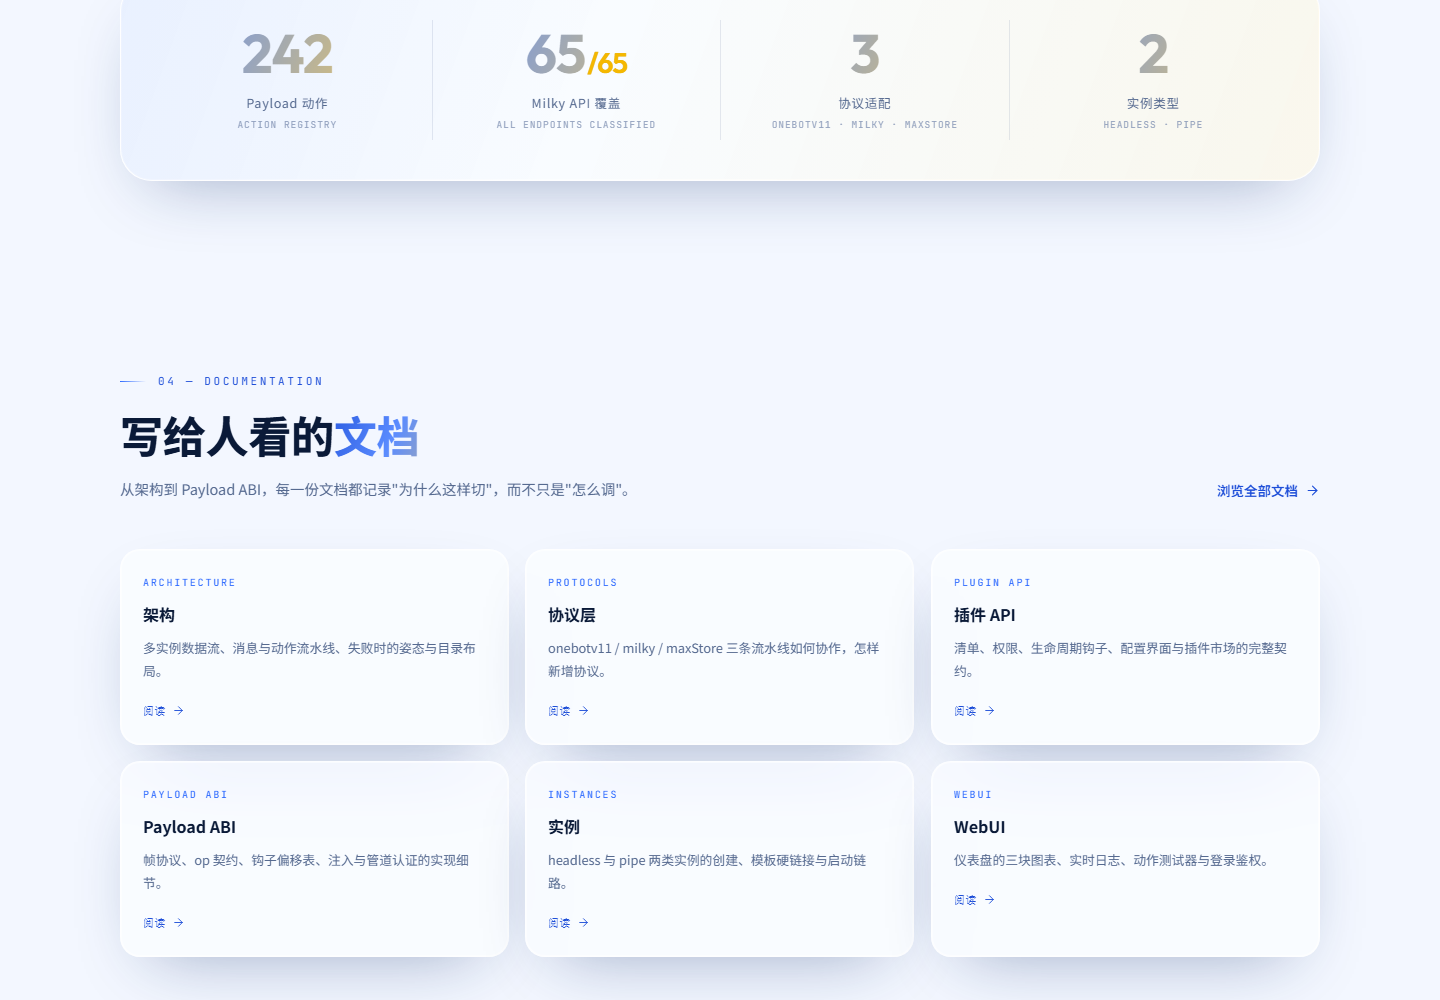 242
65/65
3
2
Payload 动作
Milky API 覆盖
协议适配
实例类型
ACTION REGISTRY
ALL ENDPOINTS CLASSIFIED
ONEBOTV11 · MILKY · MAXSTORE
HEADLESS · PIPE
04 — DOCUMENTATION
写给人看的文档
从架构到 Payload ABI，每一份文档都记录"为什么这样切"，而不只是"怎么调"。
浏览全部文档 →
ARCHITECTURE
架构
多实例数据流、消息与动作流水线、失败时的姿态与目录布
局。
阅读 →
PROTOCOLS
协议层
onebotv11 / milky / maxStore 三条流水线如何协作，怎样
新增协议。
阅读 →
PLUGIN API
插件 API
清单、权限、生命周期钩子、配置界面与插件市场的完整契
约。
阅读 →
PAYLOAD ABI
Payload ABI
帧协议、op 契约、钩子偏移表、注入与管道认证的实现细
节。
阅读 →
INSTANCES
实例
headless 与 pipe 两类实例的创建、模板硬链接与启动链
路。
阅读 →
WEBUI
WebUI
仪表盘的三块图表、实时日志、动作测试器与登录鉴权。
阅读 →